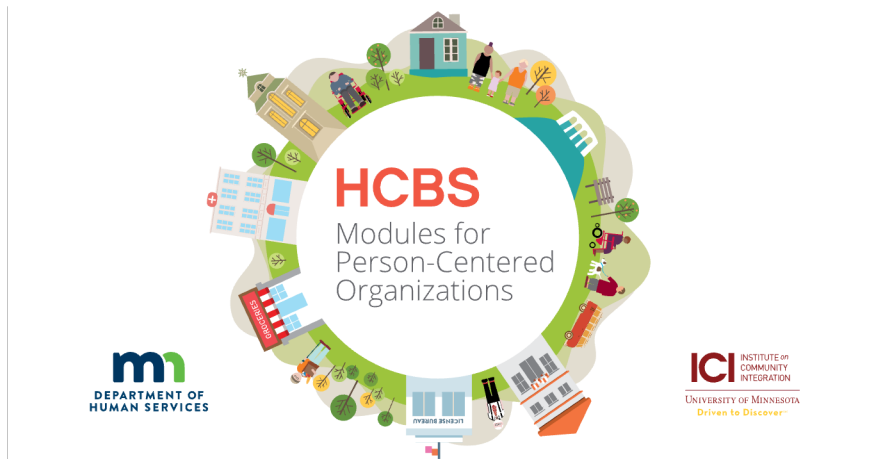 HCBS
Modules for
Person-Centered
Organizations
GROCERIES
LICENSE BUREAU
mn
DEPARTMENT OF
HUMAN SERVICES
ICI
INSTITUTE on
COMMUNITY
INTEGRATION
UNIVERSITY OF MINNESOTA
Driven to Discover℠